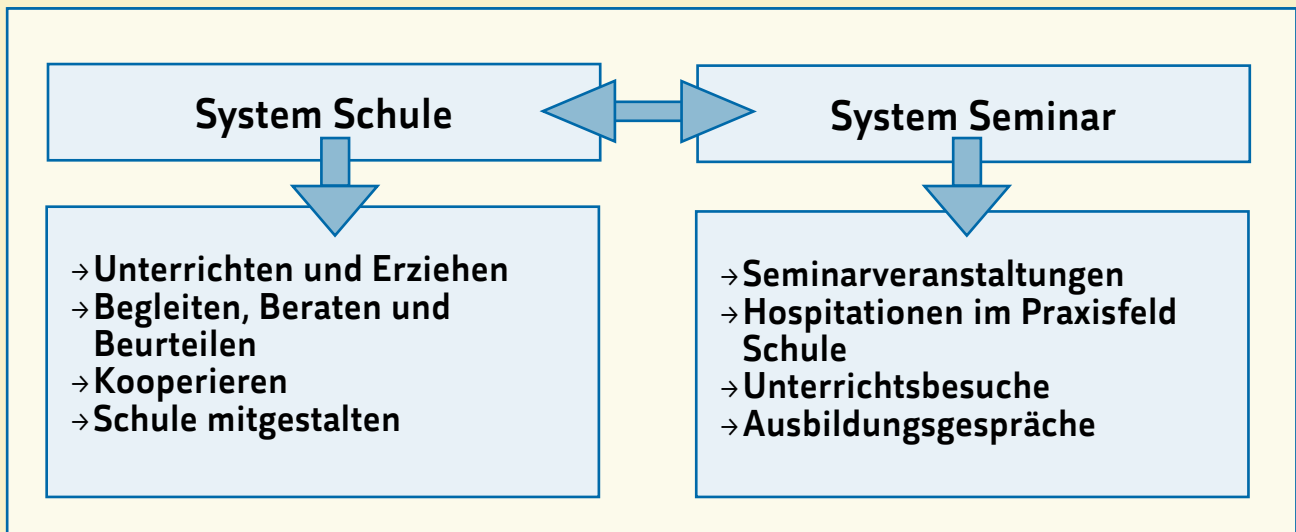 System Schule
System Seminar
→Unterrichten und Erziehen
→Begleiten, Beraten und
Beurteilen
→Kooperieren
→Schule mitgestalten
→Seminarveranstaltungen
→Hospitationen im Praxisfeld
Schule
→Unterrichtsbesuche
→Ausbildungsgespräche